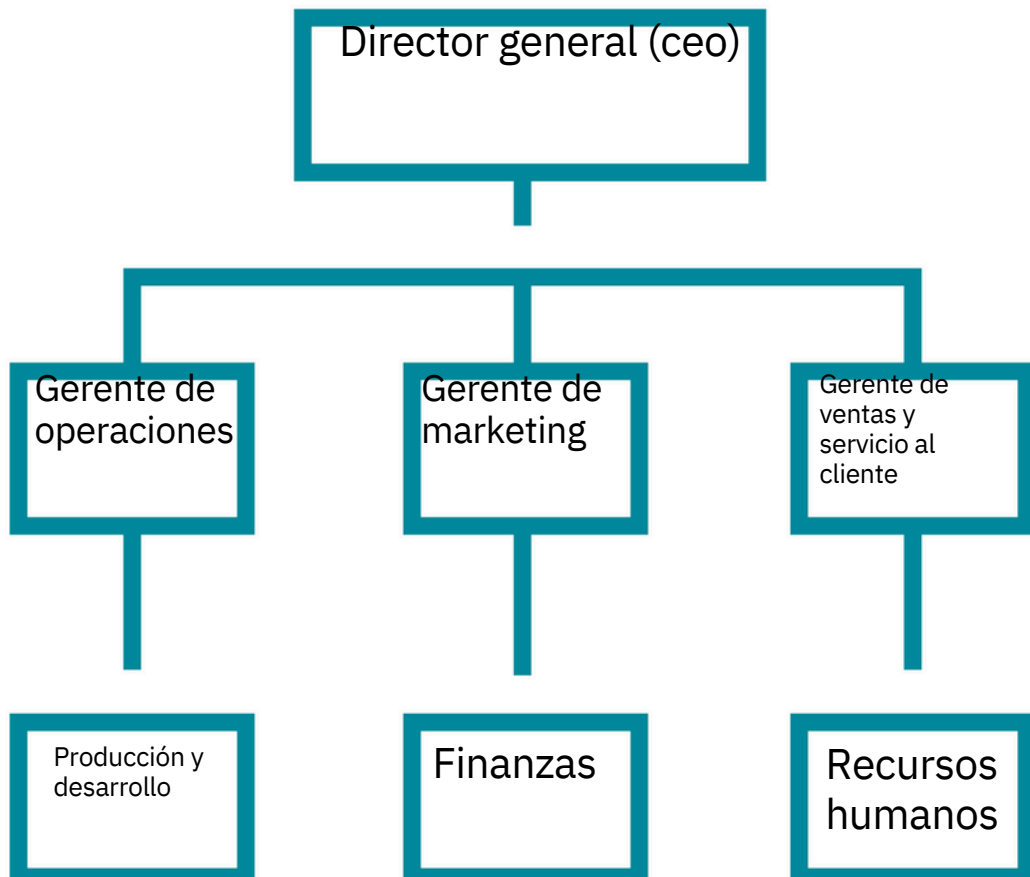 Director general (ceo)
Gerente de
operaciones
Gerente de
marketing
Gerente de
ventas y
servicio al
cliente
Producción y
desarrollo
Finanzas
Recursos
humanos